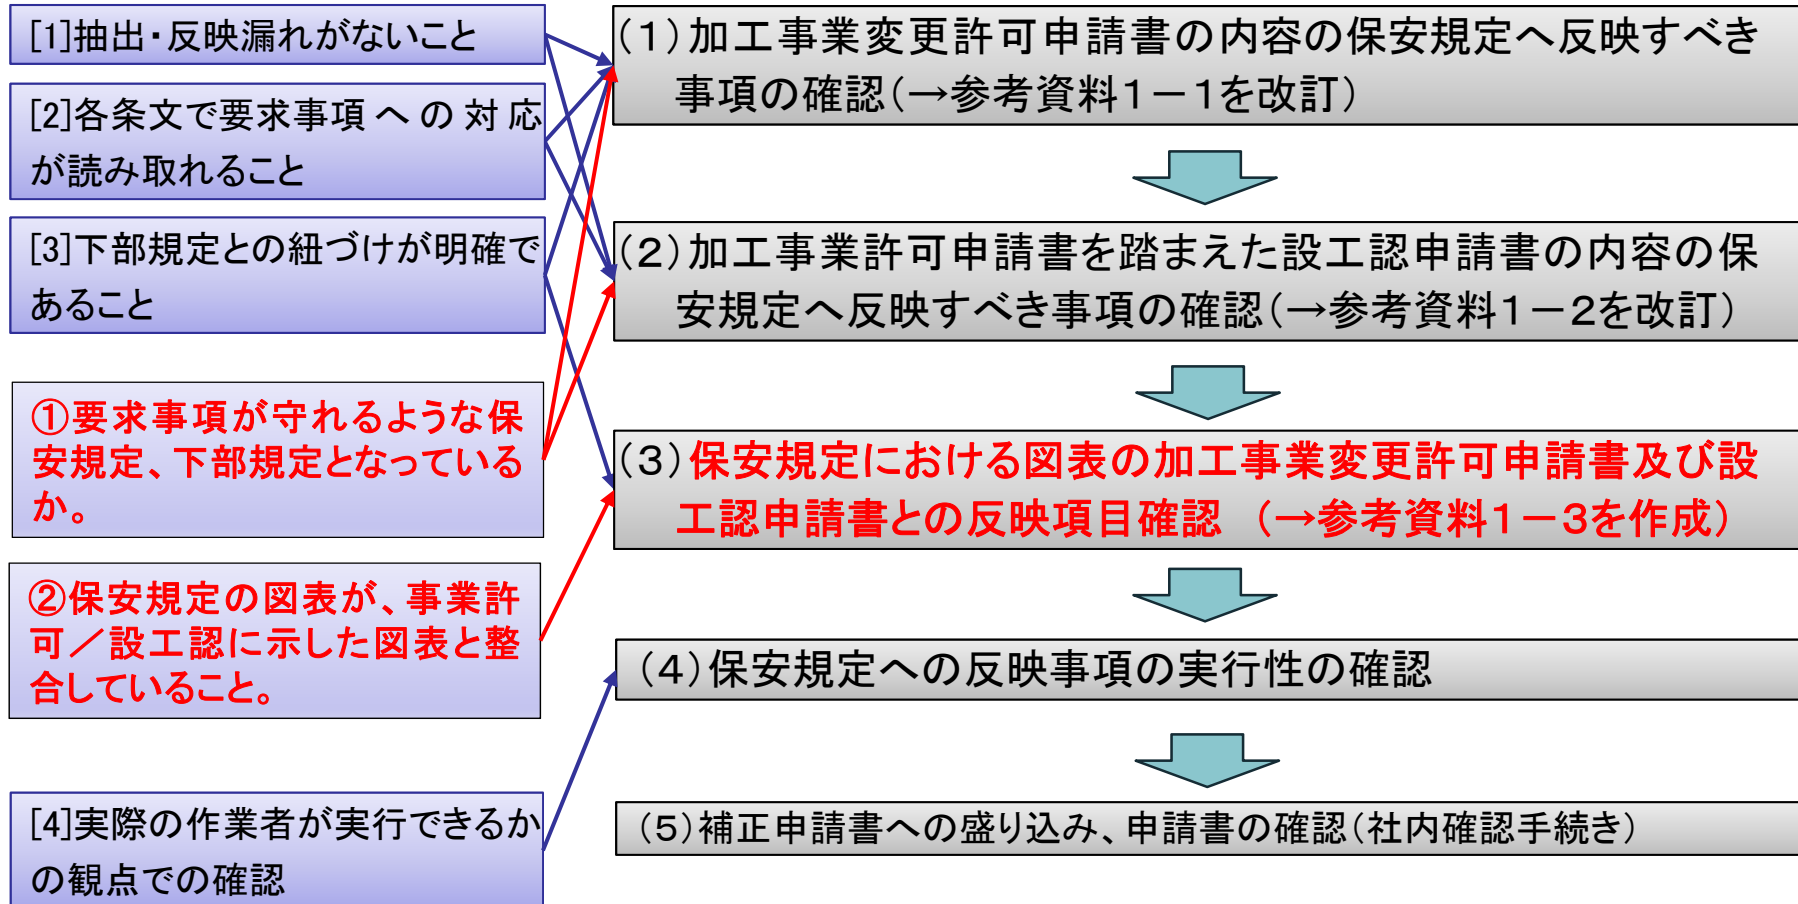 [1]抽出・反映漏れがないこと
[2]各条文で要求事項への対応
が読み取れること
[3]下部規定との紐づけが明確で
あること
①要求事項が守れるような保
安規定、下部規定となっている
か。
②保安規定の図表が、事業許
可／設工認に示した図表と整
合していること。
[4]実際の作業者が実行できるか
の観点での確認
（１）加工事業変更許可申請書の内容の保安規定へ反映すべき
事項の確認（→参考資料１－１を改訂）
（２）加工事業許可申請書を踏まえた設工認申請書の内容の保
安規定へ反映すべき事項の確認（→参考資料１－２を改訂）
（３）保安規定における図表の加工事業変更許可申請書及び設
工認申請書との反映項目確認　（→参考資料１－３を作成）
（４）保安規定への反映事項の実行性の確認
（５）補正申請書への盛り込み、申請書の確認（社内確認手続き）